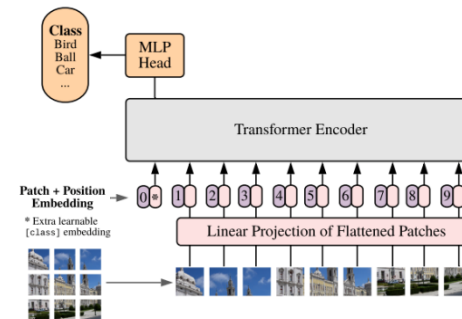 Class
Bird
Ball
Car
...
MLP
Head
Transformer Encoder
Patch + Position
Embedding
0 * 1 2 3 4 5 6 7 8 9
* Extra learnable
[class] embedding
Linear Projection of Flattened Patches